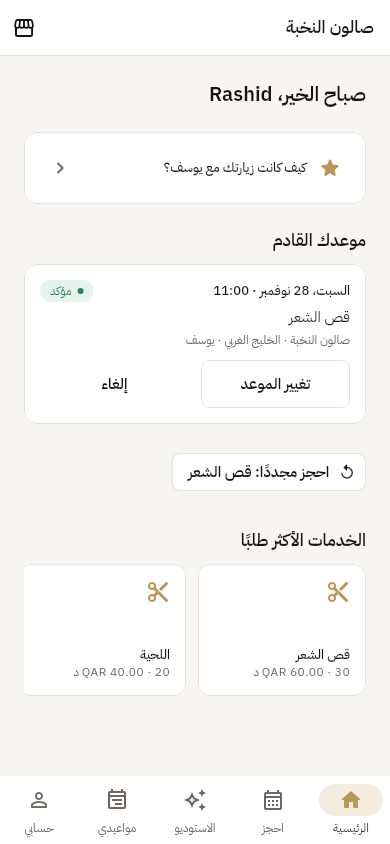 صالون النخبة
صباح الخير، Rashid
كيف كانت زيارتك مع يوسف؟
موعدك القادم
السبت، 28 نوفمبر · 11:00
مؤكد
قص الشعر
صالون النخبة · الخليج الغربي · يوسف
تغيير الموعد
إلغاء
احجز مجددًا: قص الشعر
الخدمات الأكثر طلبًا
قص الشعر
30 · QAR 60.00 د
اللحية
20 · QAR 40.00 د
الرئيسية
احجز
الاستوديو
مواعيدي
حسابي